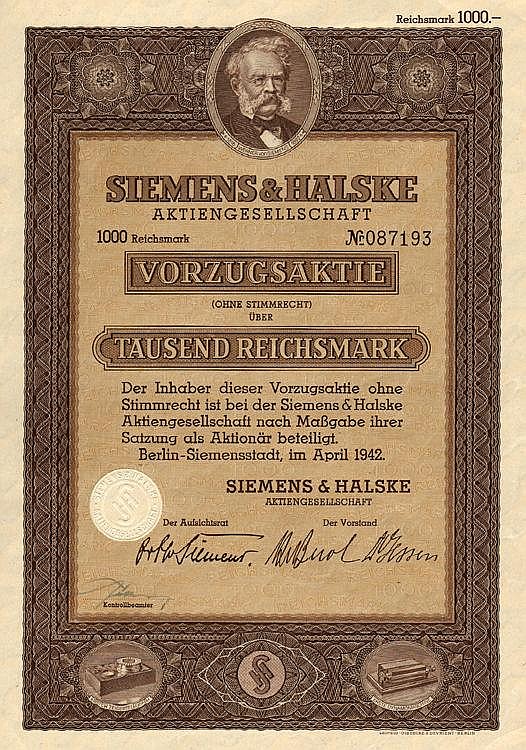 Reichsmark 1000.–
SIEMENS & HALSKE
AKTIENGESELLSCHAFT
1000 Reichsmark
№ 087193
VORZUGSAKTIE
(OHNE STIMMRECHT)
ÜBER
TAUSEND REICHSMARK
Der Inhaber dieser Vorzugsaktie ohne
Stimmrecht ist bei der Siemens & Halske
Aktiengesellschaft nach Maßgabe ihrer
Satzung als Aktionär beteiligt.
Berlin-Siemensstadt, im April 1942.
SIEMENS & HALSKE
AKTIENGESELLSCHAFT
Der Aufsichtsrat
Der Vorstand
Siemens.
Kontrollbeamter